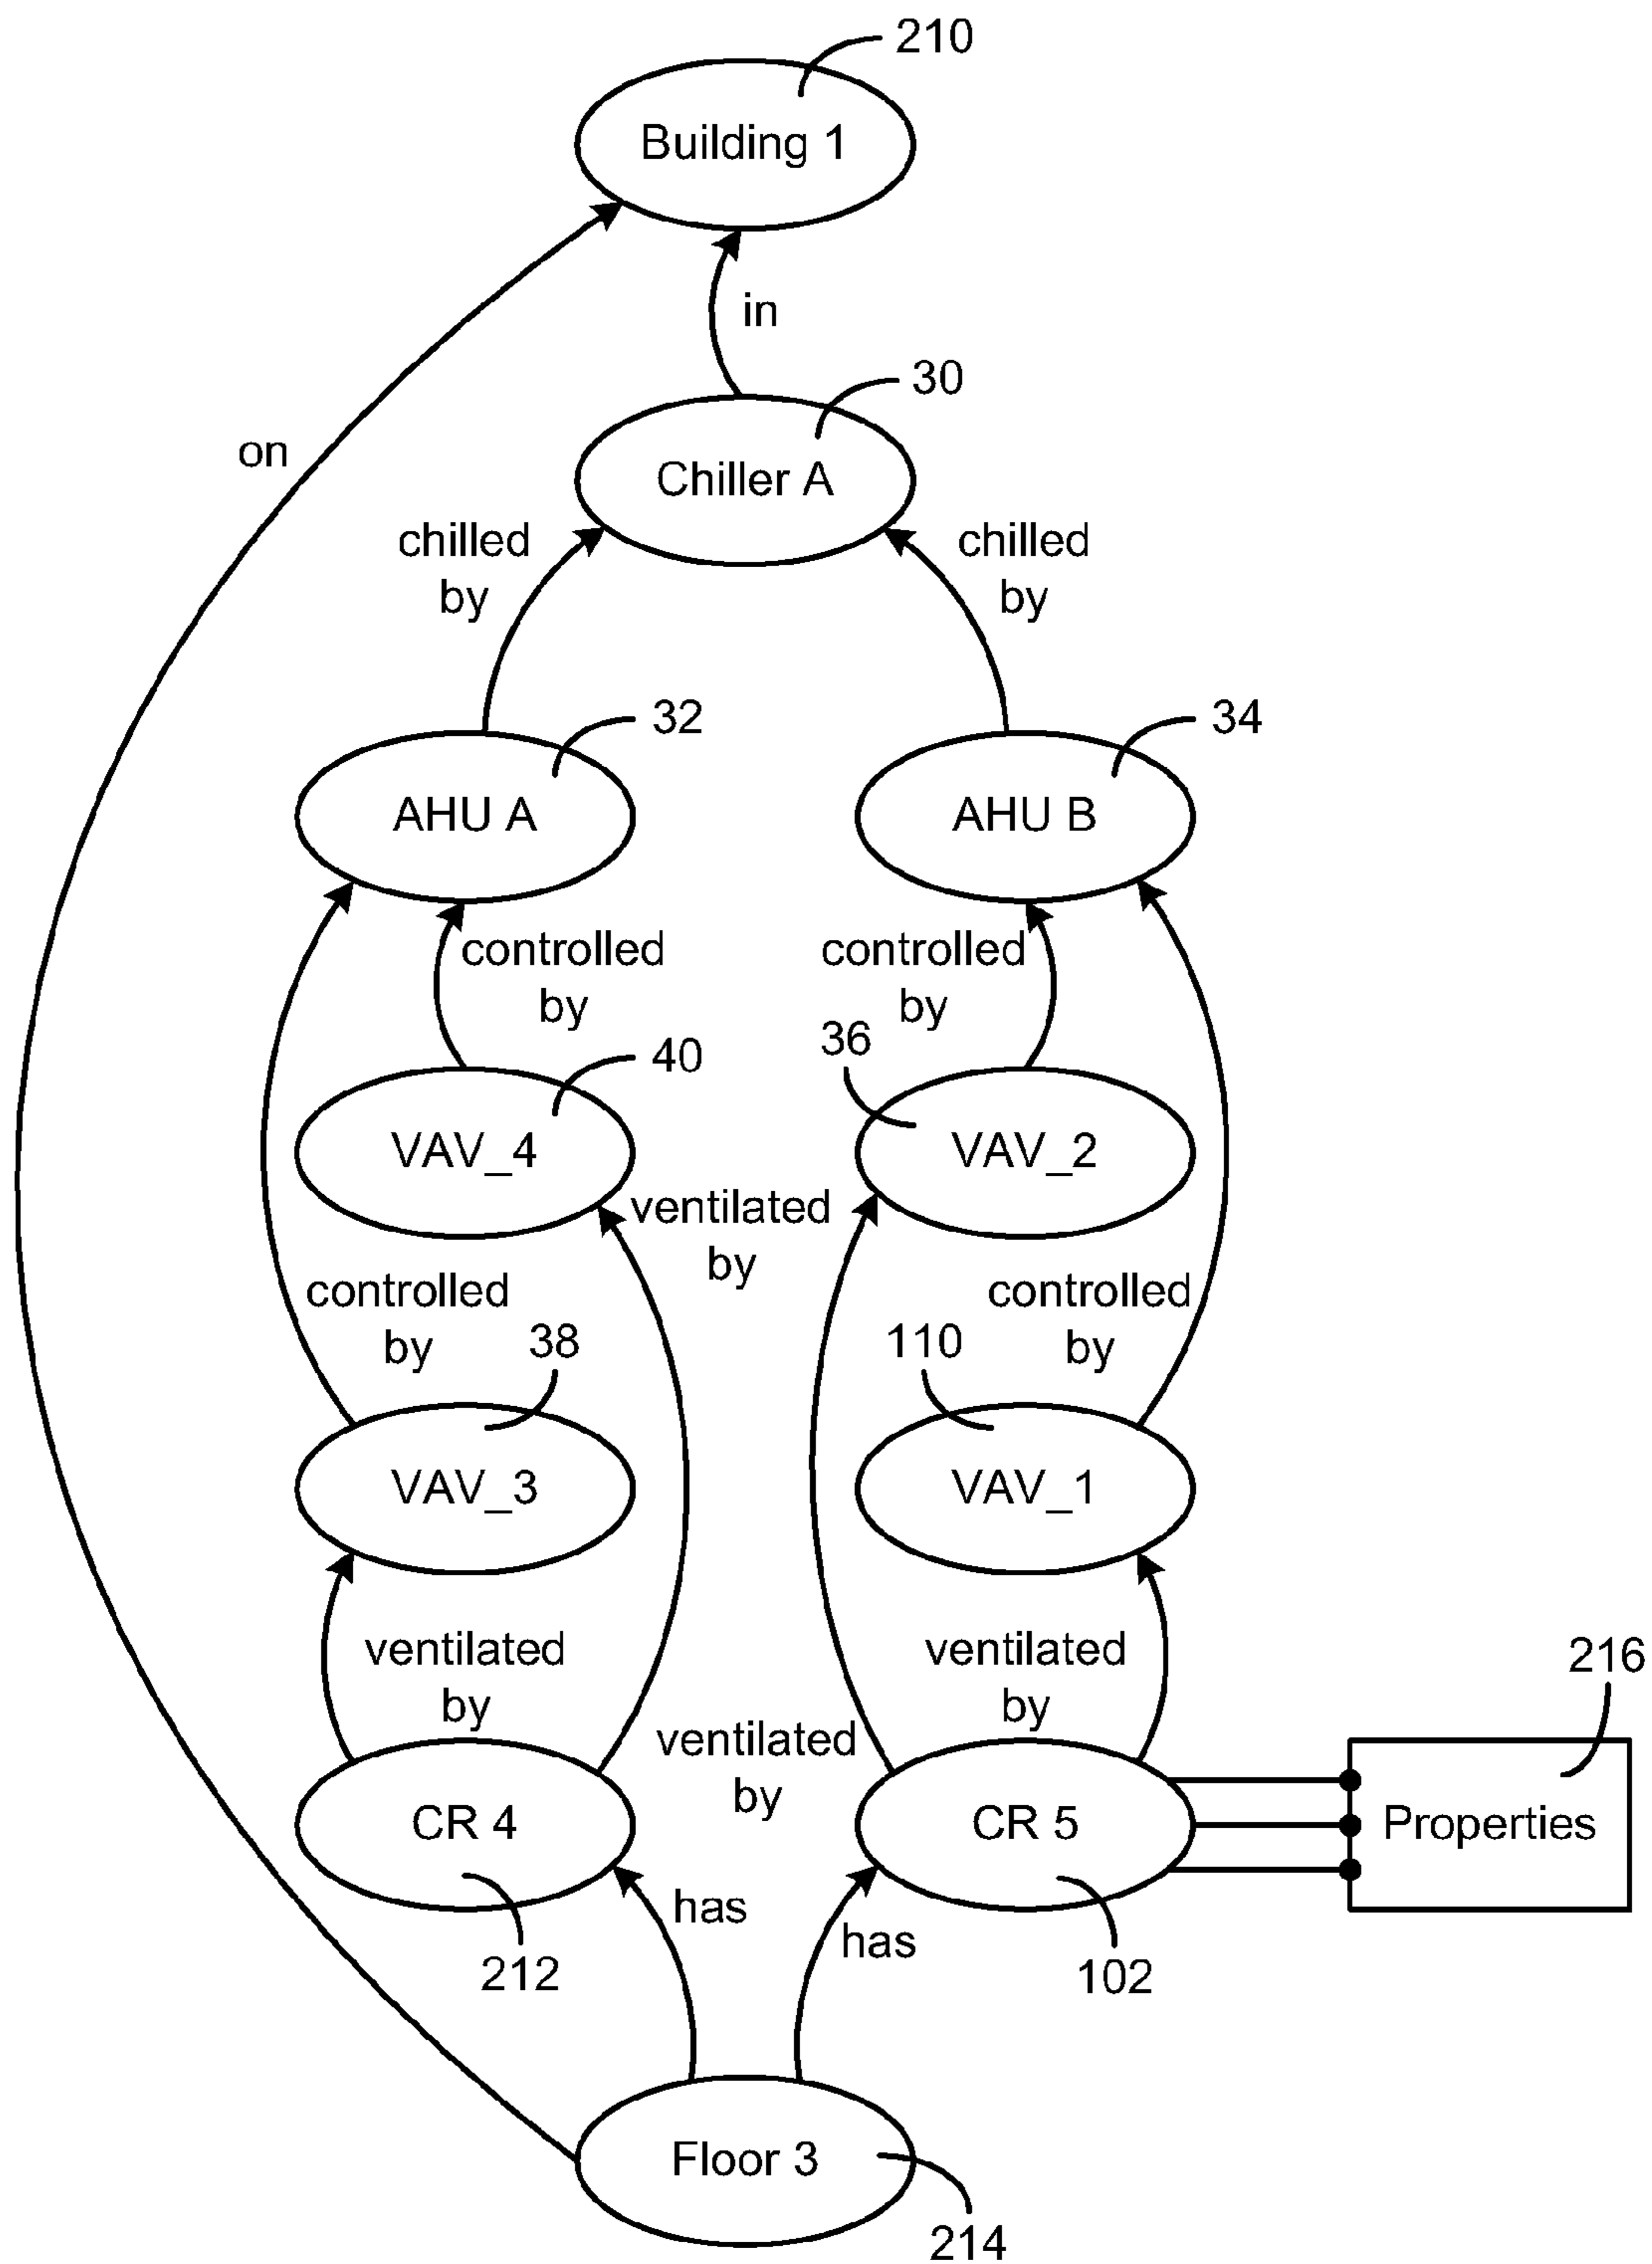 210
Building 1
in
30
on
Chiller A
chilled
by
chilled
by
32
34
AHU A
AHU B
controlled
by
controlled
by
36
40
VAV_4
VAV_2
ventilated
by
controlled
by
controlled
by
38
110
VAV_3
VAV_1
ventilated
by
ventilated
by
216
ventilated
by
CR 4
CR 5
Properties
has
has
212
102
Floor 3
214